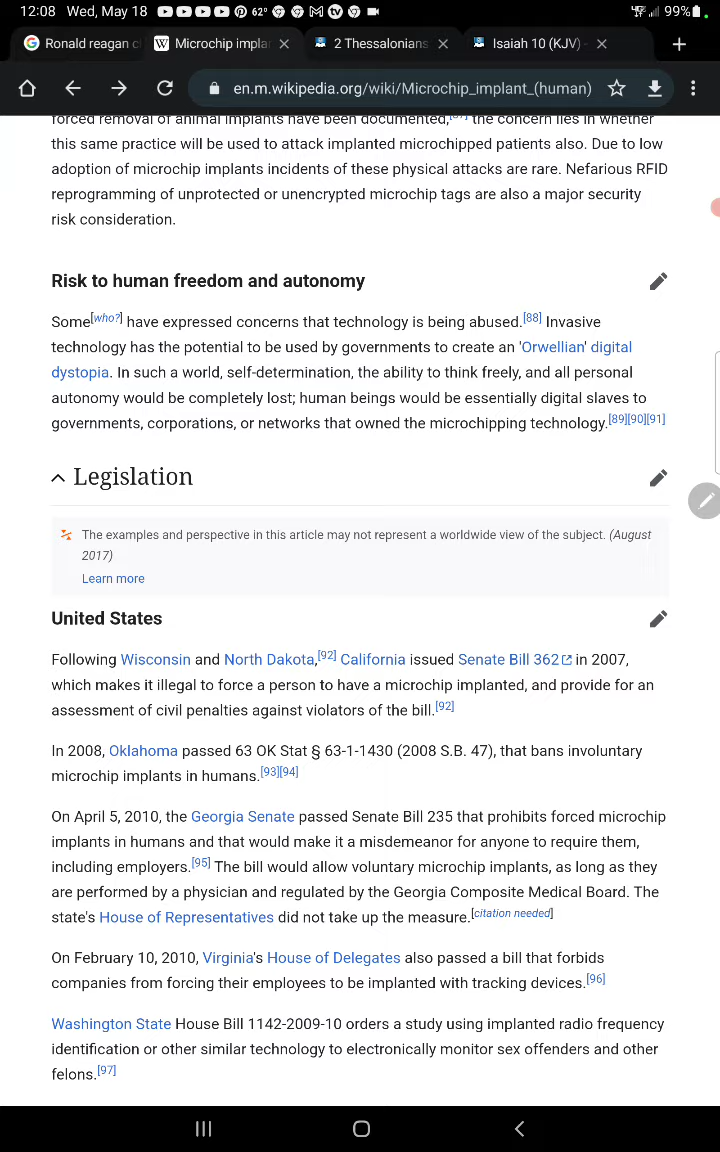 12:08 Wed, May 18 62° 99%
Ronald reagan c
Microchip impla
2 Thessalonians
Isaiah 10 (KJV) -
en.m.wikipedia.org/wiki/Microchip_implant_(human)
forced removal of animal implants have been documented,[87] the concern lies in whether
this same practice will be used to attack implanted microchipped patients also. Due to low
adoption of microchip implants incidents of these physical attacks are rare. Nefarious RFID
reprogramming of unprotected or unencrypted microchip tags are also a major security
risk consideration.
Risk to human freedom and autonomy
Some[who?] have expressed concerns that technology is being abused.[88] Invasive
technology has the potential to be used by governments to create an 'Orwellian' digital
dystopia. In such a world, self-determination, the ability to think freely, and all personal
autonomy would be completely lost; human beings would be essentially digital slaves to
governments, corporations, or networks that owned the microchipping technology.[89][90][91]
Legislation
The examples and perspective in this article may not represent a worldwide view of the subject. (August
2017)
Learn more
United States
Following Wisconsin and North Dakota,[92] California issued Senate Bill 362 in 2007,
which makes it illegal to force a person to have a microchip implanted, and provide for an
assessment of civil penalties against violators of the bill.[92]
In 2008, Oklahoma passed 63 OK Stat § 63-1-1430 (2008 S.B. 47), that bans involuntary
microchip implants in humans.[93][94]
On April 5, 2010, the Georgia Senate passed Senate Bill 235 that prohibits forced microchip
implants in humans and that would make it a misdemeanor for anyone to require them,
including employers.[95] The bill would allow voluntary microchip implants, as long as they
are performed by a physician and regulated by the Georgia Composite Medical Board. The
state's House of Representatives did not take up the measure.[citation needed]
On February 10, 2010, Virginia's House of Delegates also passed a bill that forbids
companies from forcing their employees to be implanted with tracking devices.[96]
Washington State House Bill 1142-2009-10 orders a study using implanted radio frequency
identification or other similar technology to electronically monitor sex offenders and other
felons.[97]